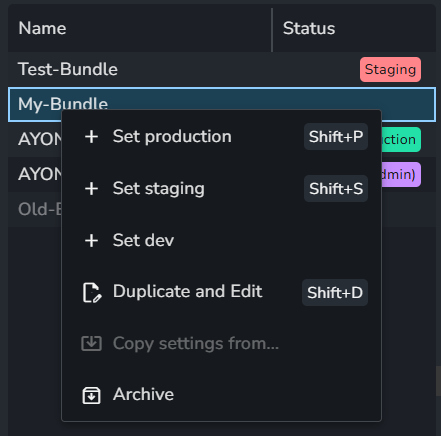 Name Status
Test-Bundle Staging
My-Bundle
Set production Shift+P
AYON ction
Set staging Shift+S
AYON dmin)
Old-E
Set dev
Duplicate and Edit Shift+D
Copy settings from...
Archive